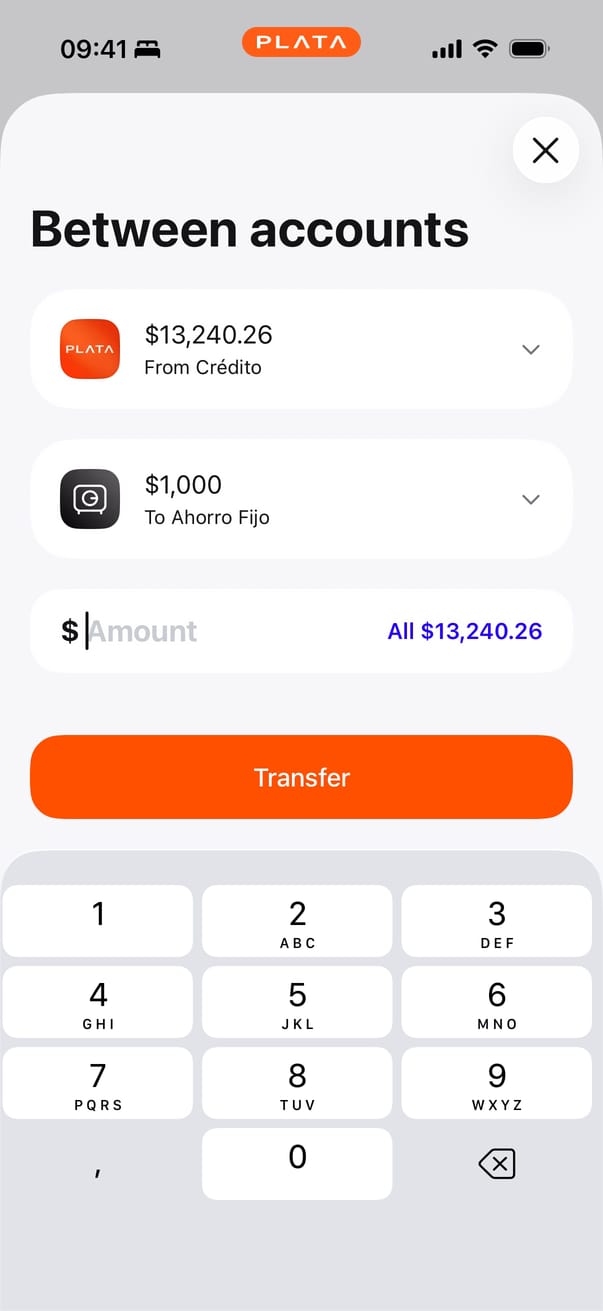 09:41
PLATA
Between accounts
PLATA
$13,240.26
From Crédito
$1,000
To Ahorro Fijo
$ Amount
All $13,240.26
Transfer
1
2
ABC
3
DEF
4
GHI
5
JKL
6
MNO
7
PQRS
8
TUV
9
WXYZ
,
0